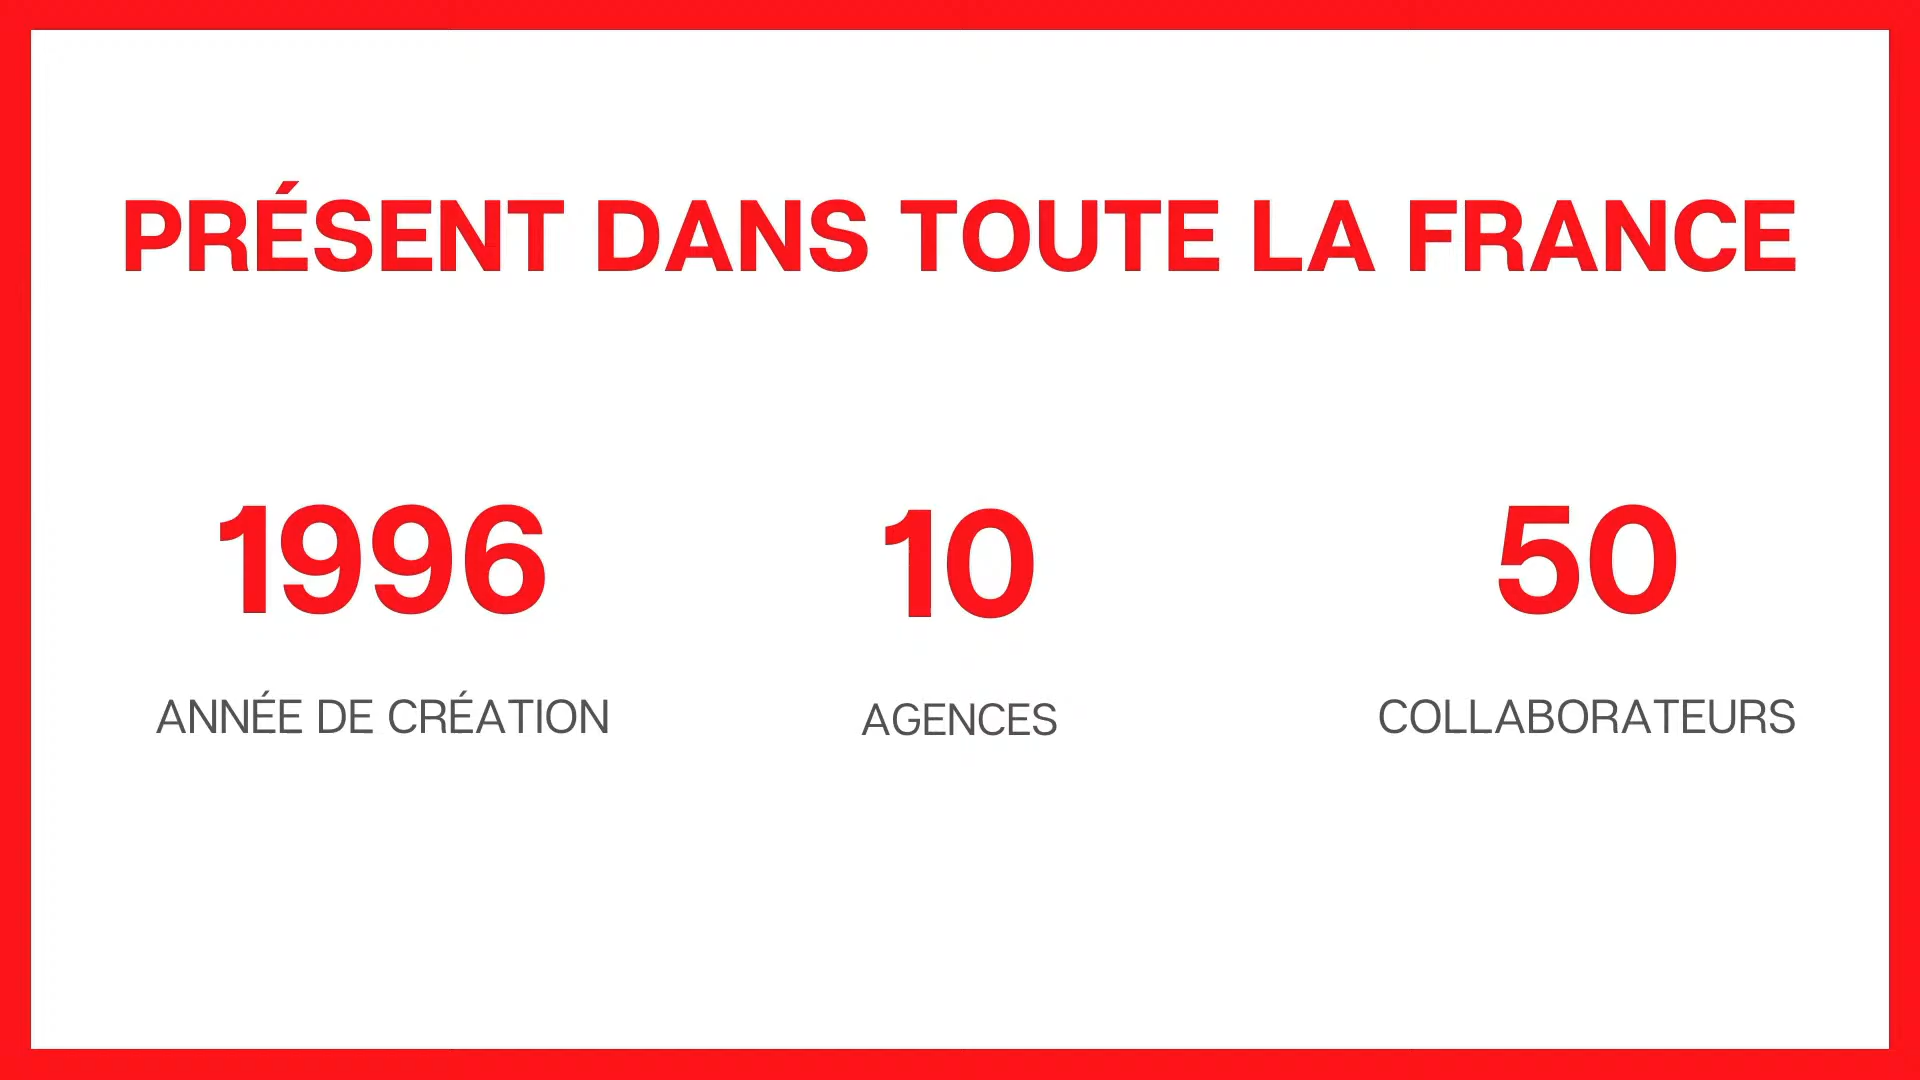 PRÉSENT DANS TOUTE LA FRANCE
1996
ANNÉE DE CRÉATION
10
AGENCES
50
COLLABORATEURS